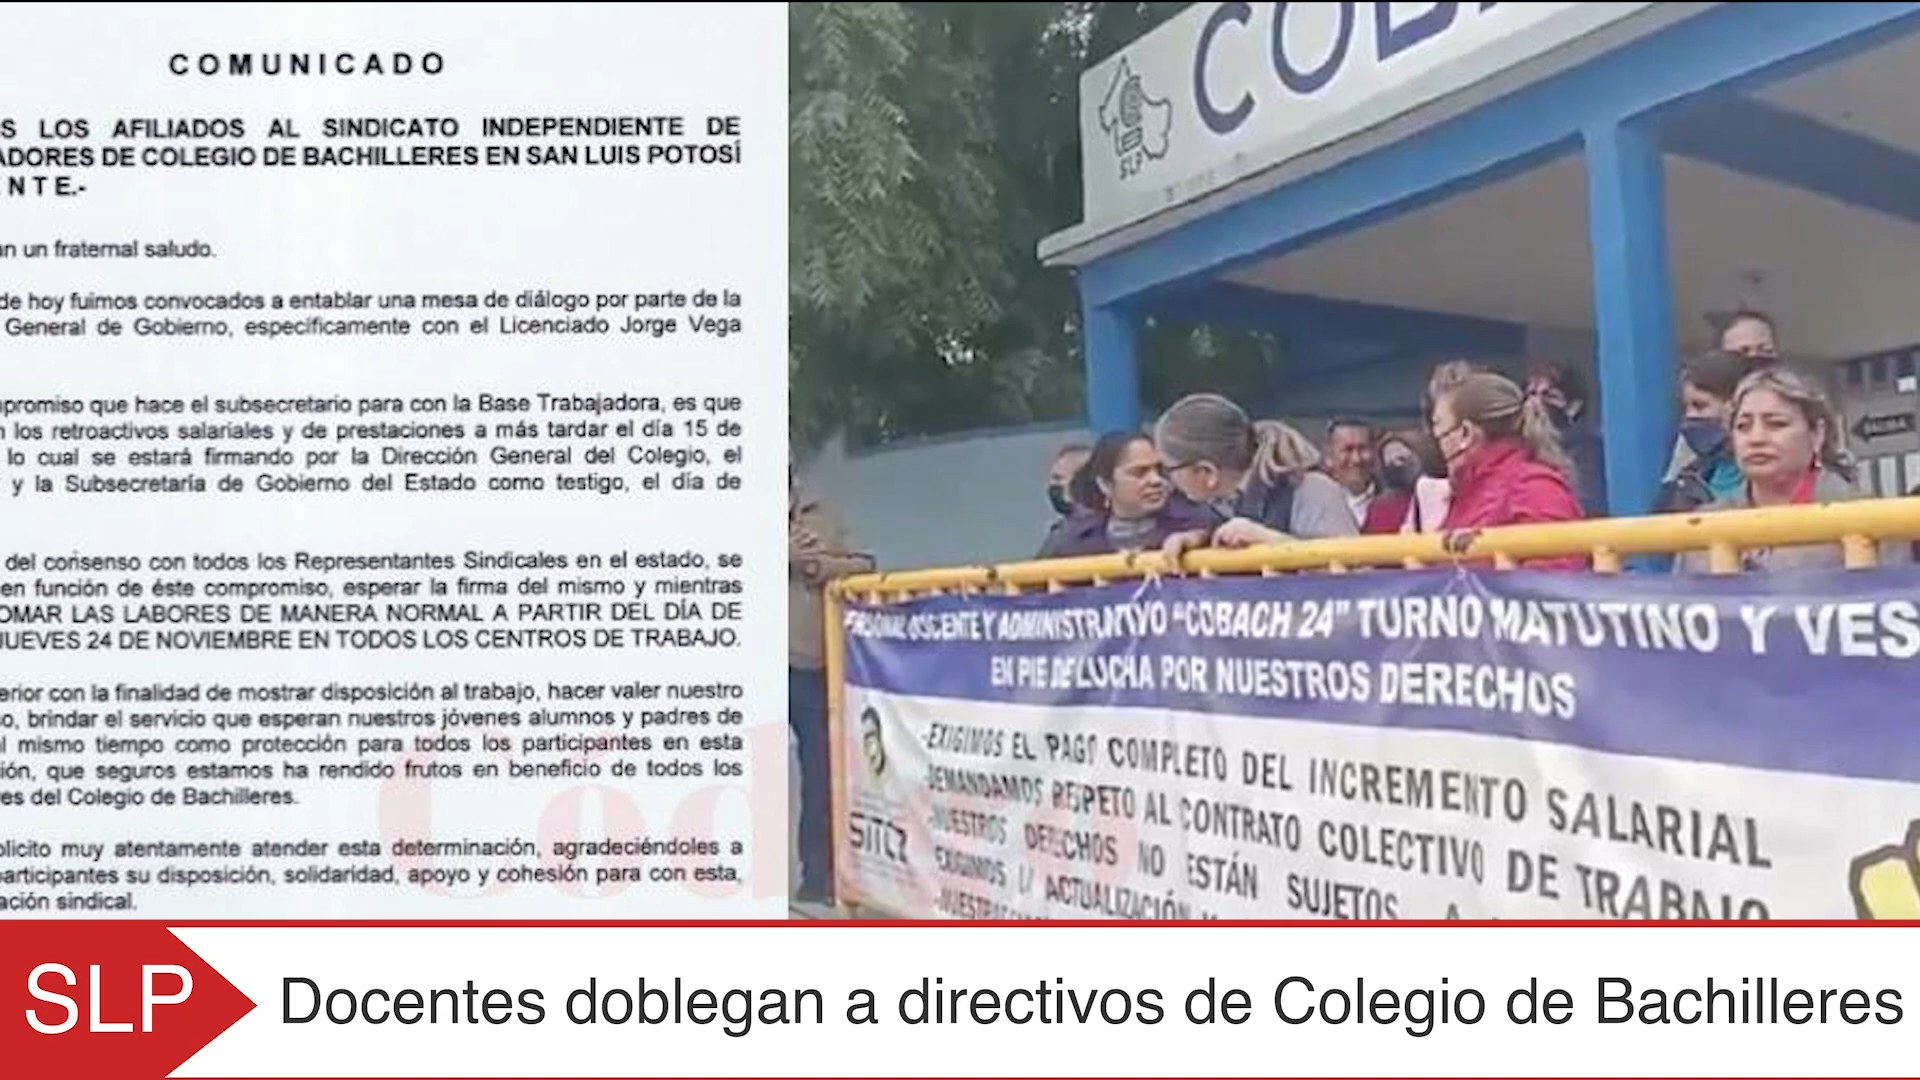 COMUNICADO
S LOS AFILIADOS AL SINDICATO INDEPENDIENTE DE
ADORES DE COLEGIO DE BACHILLERES EN SAN LUIS POTOSÍ
N T E.-
un fraternal saludo.
de hoy fuimos convocados a entablar una mesa de diálogo por parte de la
General de Gobierno, específicamente con el Licenciado Jorge Vega
promiso que hace el subsecretario para con la Base Trabajadora, es que
los retroactivos salariales y de prestaciones a más tardar el día 15 de
lo cual se estará firmando por la Dirección General del Colegio, el
y la Subsecretaría de Gobierno del Estado como testigo, el día de
del consenso con todos los Representantes Sindicales en el estado, se
en función de éste compromiso, esperar la firma del mismo y mientras
OMAR LAS LABORES DE MANERA NORMAL A PARTIR DEL DÍA DE
JUEVES 24 DE NOVIEMBRE EN TODOS LOS CENTROS DE TRABAJO.
erior con la finalidad de mostrar disposición al trabajo, hacer valer nuestro
o, brindar el servicio que esperan nuestros jóvenes alumnos y padres de
l mismo tiempo como protección para todos los participantes en esta
ión, que seguros estamos ha rendido frutos en beneficio de todos los
es del Colegio de Bachilleres.
olicito muy atentamente atender esta determinación, agradeciéndoles a
participantes su disposición, solidaridad, apoyo y cohesión para con esta,
ación sindical.
COB
SLP
SALIDA
PERSONAL DOCENTE Y ADMINISTRATIVO "COBACH 24" TURNO MATUTINO Y VES
EN PIE DE LUCHA POR NUESTROS DERECHOS
-EXIGIMOS EL PAGO COMPLETO DEL INCREMENTO SALARIAL
-DEMANDAMOS RESPETO AL CONTRATO COLECTIVO DE TRABAJO
-NUESTROS DERECHOS NO ESTÁN SUJETOS A
-EXIGIMOS LA ACTUALIZACIÓN
SLP
Docentes doblegan a directivos de Colegio de Bachilleres